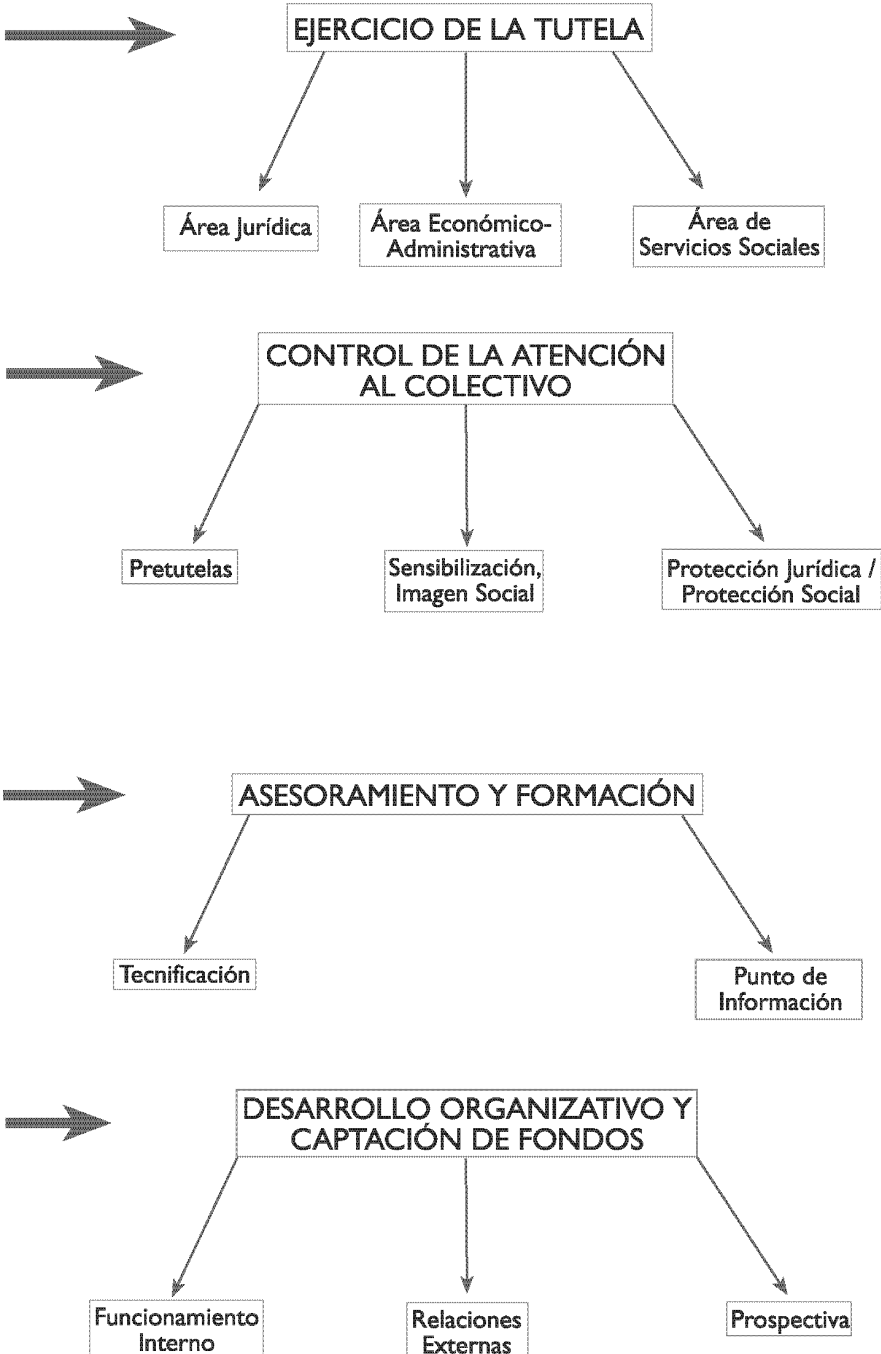 EJERCICIO DE LA TUTELA
Área Jurídica
Área Económico-
Administrativa
Área de
Servicios Sociales
CONTROL DE LA ATENCIÓN
AL COLECTIVO
Pretutelas
Sensibilización,
Imagen Social
Protección Jurídica /
Protección Social
ASESORAMIENTO Y FORMACIÓN
Tecnificación
Punto de
Información
DESARROLLO ORGANIZATIVO Y
CAPTACIÓN DE FONDOS
Funcionamiento
Interno
Relaciones
Externas
Prospectiva